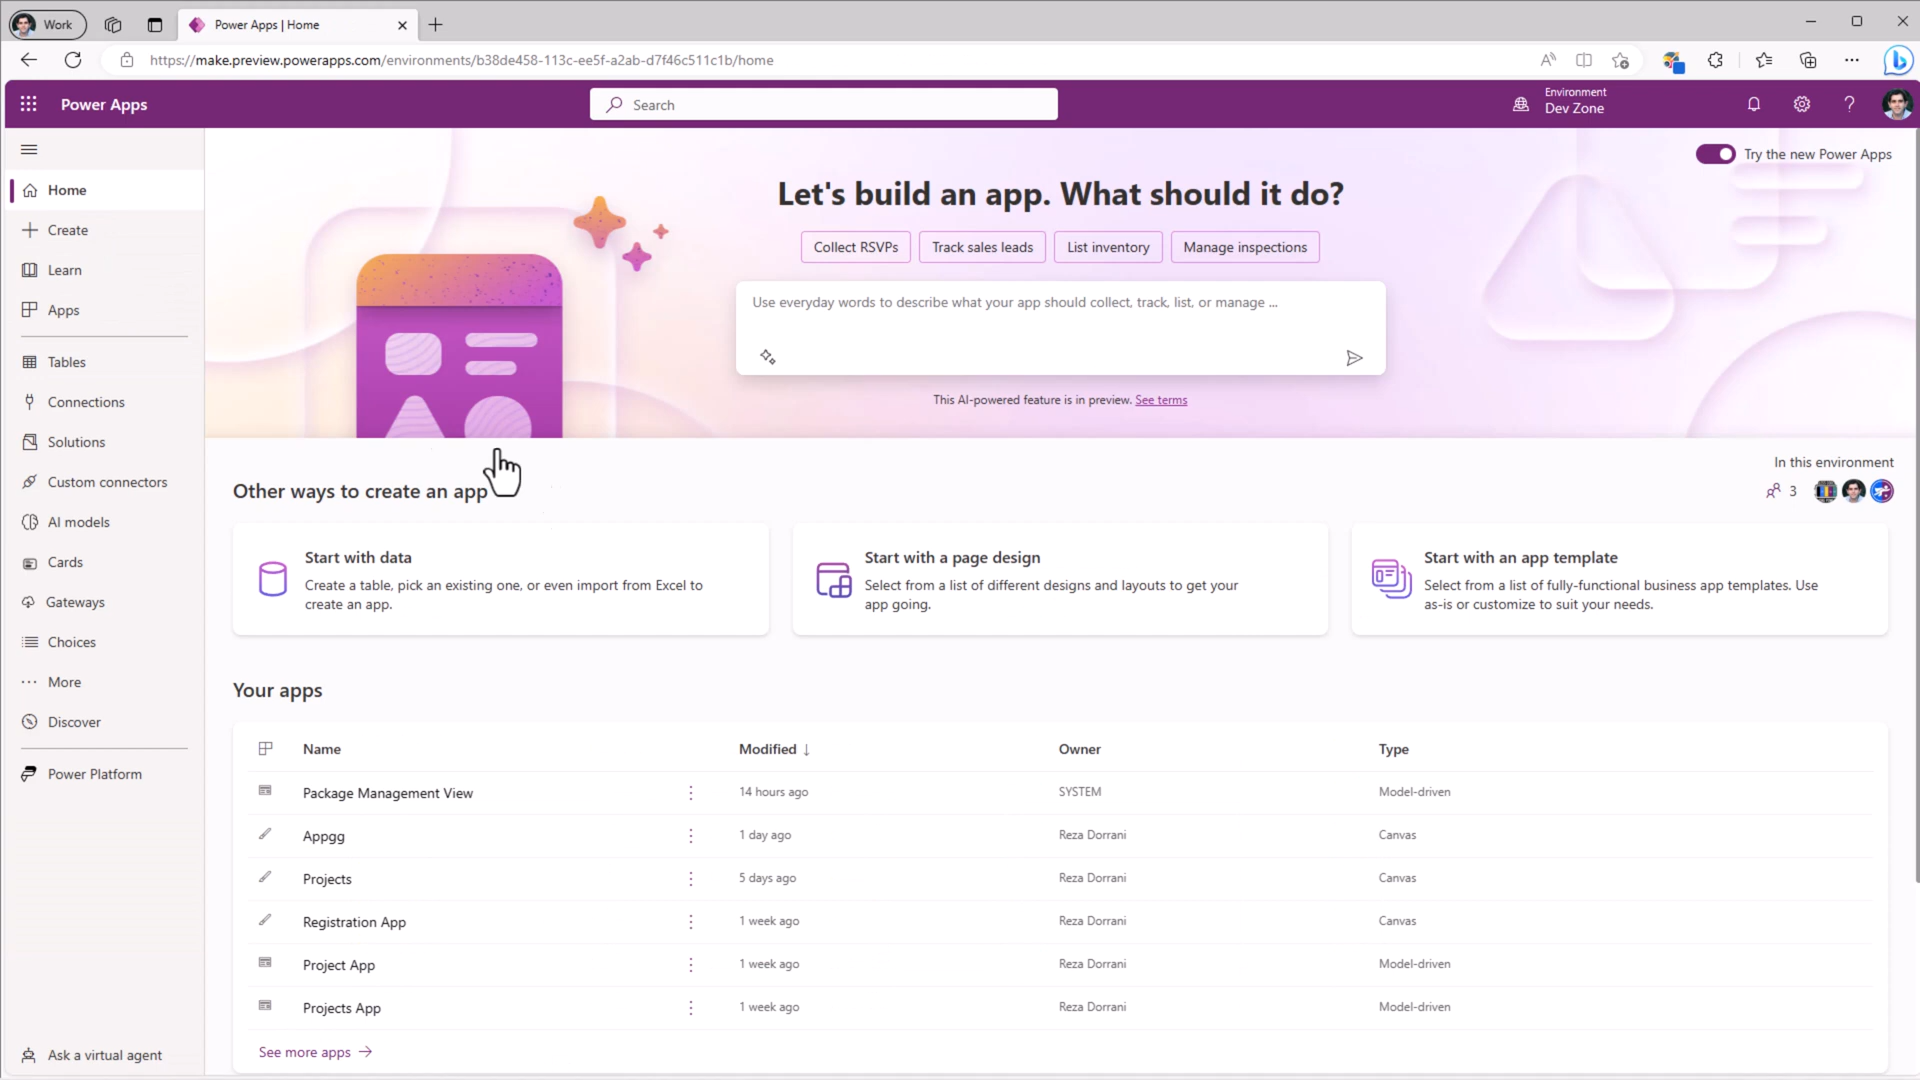 Work
Power Apps | Home
https://make.preview.powerapps.com/environments/b38de458-113c-ee5f-a2ab-d7f46c511c1b/home
Power Apps
Search
Environment
Dev Zone
Home
Create
Learn
Apps
Tables
Connections
Solutions
Custom connectors
AI models
Cards
Gateways
Choices
More
Discover
Power Platform
Ask a virtual agent
Try the new Power Apps
Let's build an app. What should it do?
Collect RSVPs
Track sales leads
List inventory
Manage inspections
Use everyday words to describe what your app should collect, track, list, or manage ...
This AI-powered feature is in preview. See terms
Other ways to create an app
In this environment
3
Start with data
Create a table, pick an existing one, or even import from Excel to
create an app.
Start with a page design
Select from a list of different designs and layouts to get your
app going.
Start with an app template
Select from a list of fully-functional business app templates. Use
as-is or customize to suit your needs.
Your apps
Name Modified ↓ Owner Type
Package Management View 14 hours ago SYSTEM Model-driven
Appgg 1 day ago Reza Dorrani Canvas
Projects 5 days ago Reza Dorrani Canvas
Registration App 1 week ago Reza Dorrani Canvas
Project App 1 week ago Reza Dorrani Model-driven
Projects App 1 week ago Reza Dorrani Model-driven
See more apps →